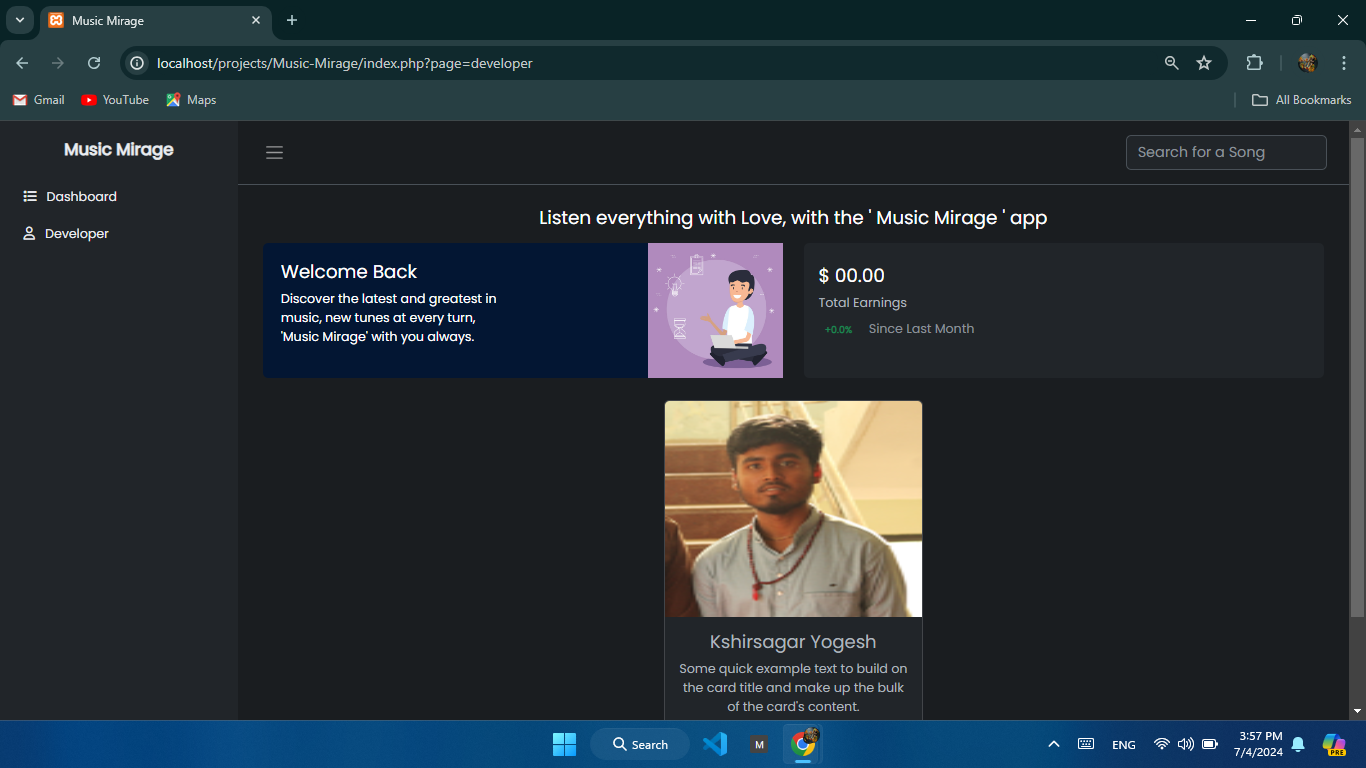 Music Mirage
localhost/projects/Music-Mirage/index.php?page=developer
Gmail
YouTube
Maps
All Bookmarks
Music Mirage
Search for a Song
Dashboard
Developer
Listen everything with Love, with the ' Music Mirage ' app
Welcome Back
Discover the latest and greatest in
music, new tunes at every turn,
'Music Mirage' with you always.
$ 00.00
Total Earnings
+0.0% Since Last Month
Kshirsagar Yogesh
Some quick example text to build on
the card title and make up the bulk
of the card's content.
Search
M
ENG
3:57 PM
7/4/2024
PRE